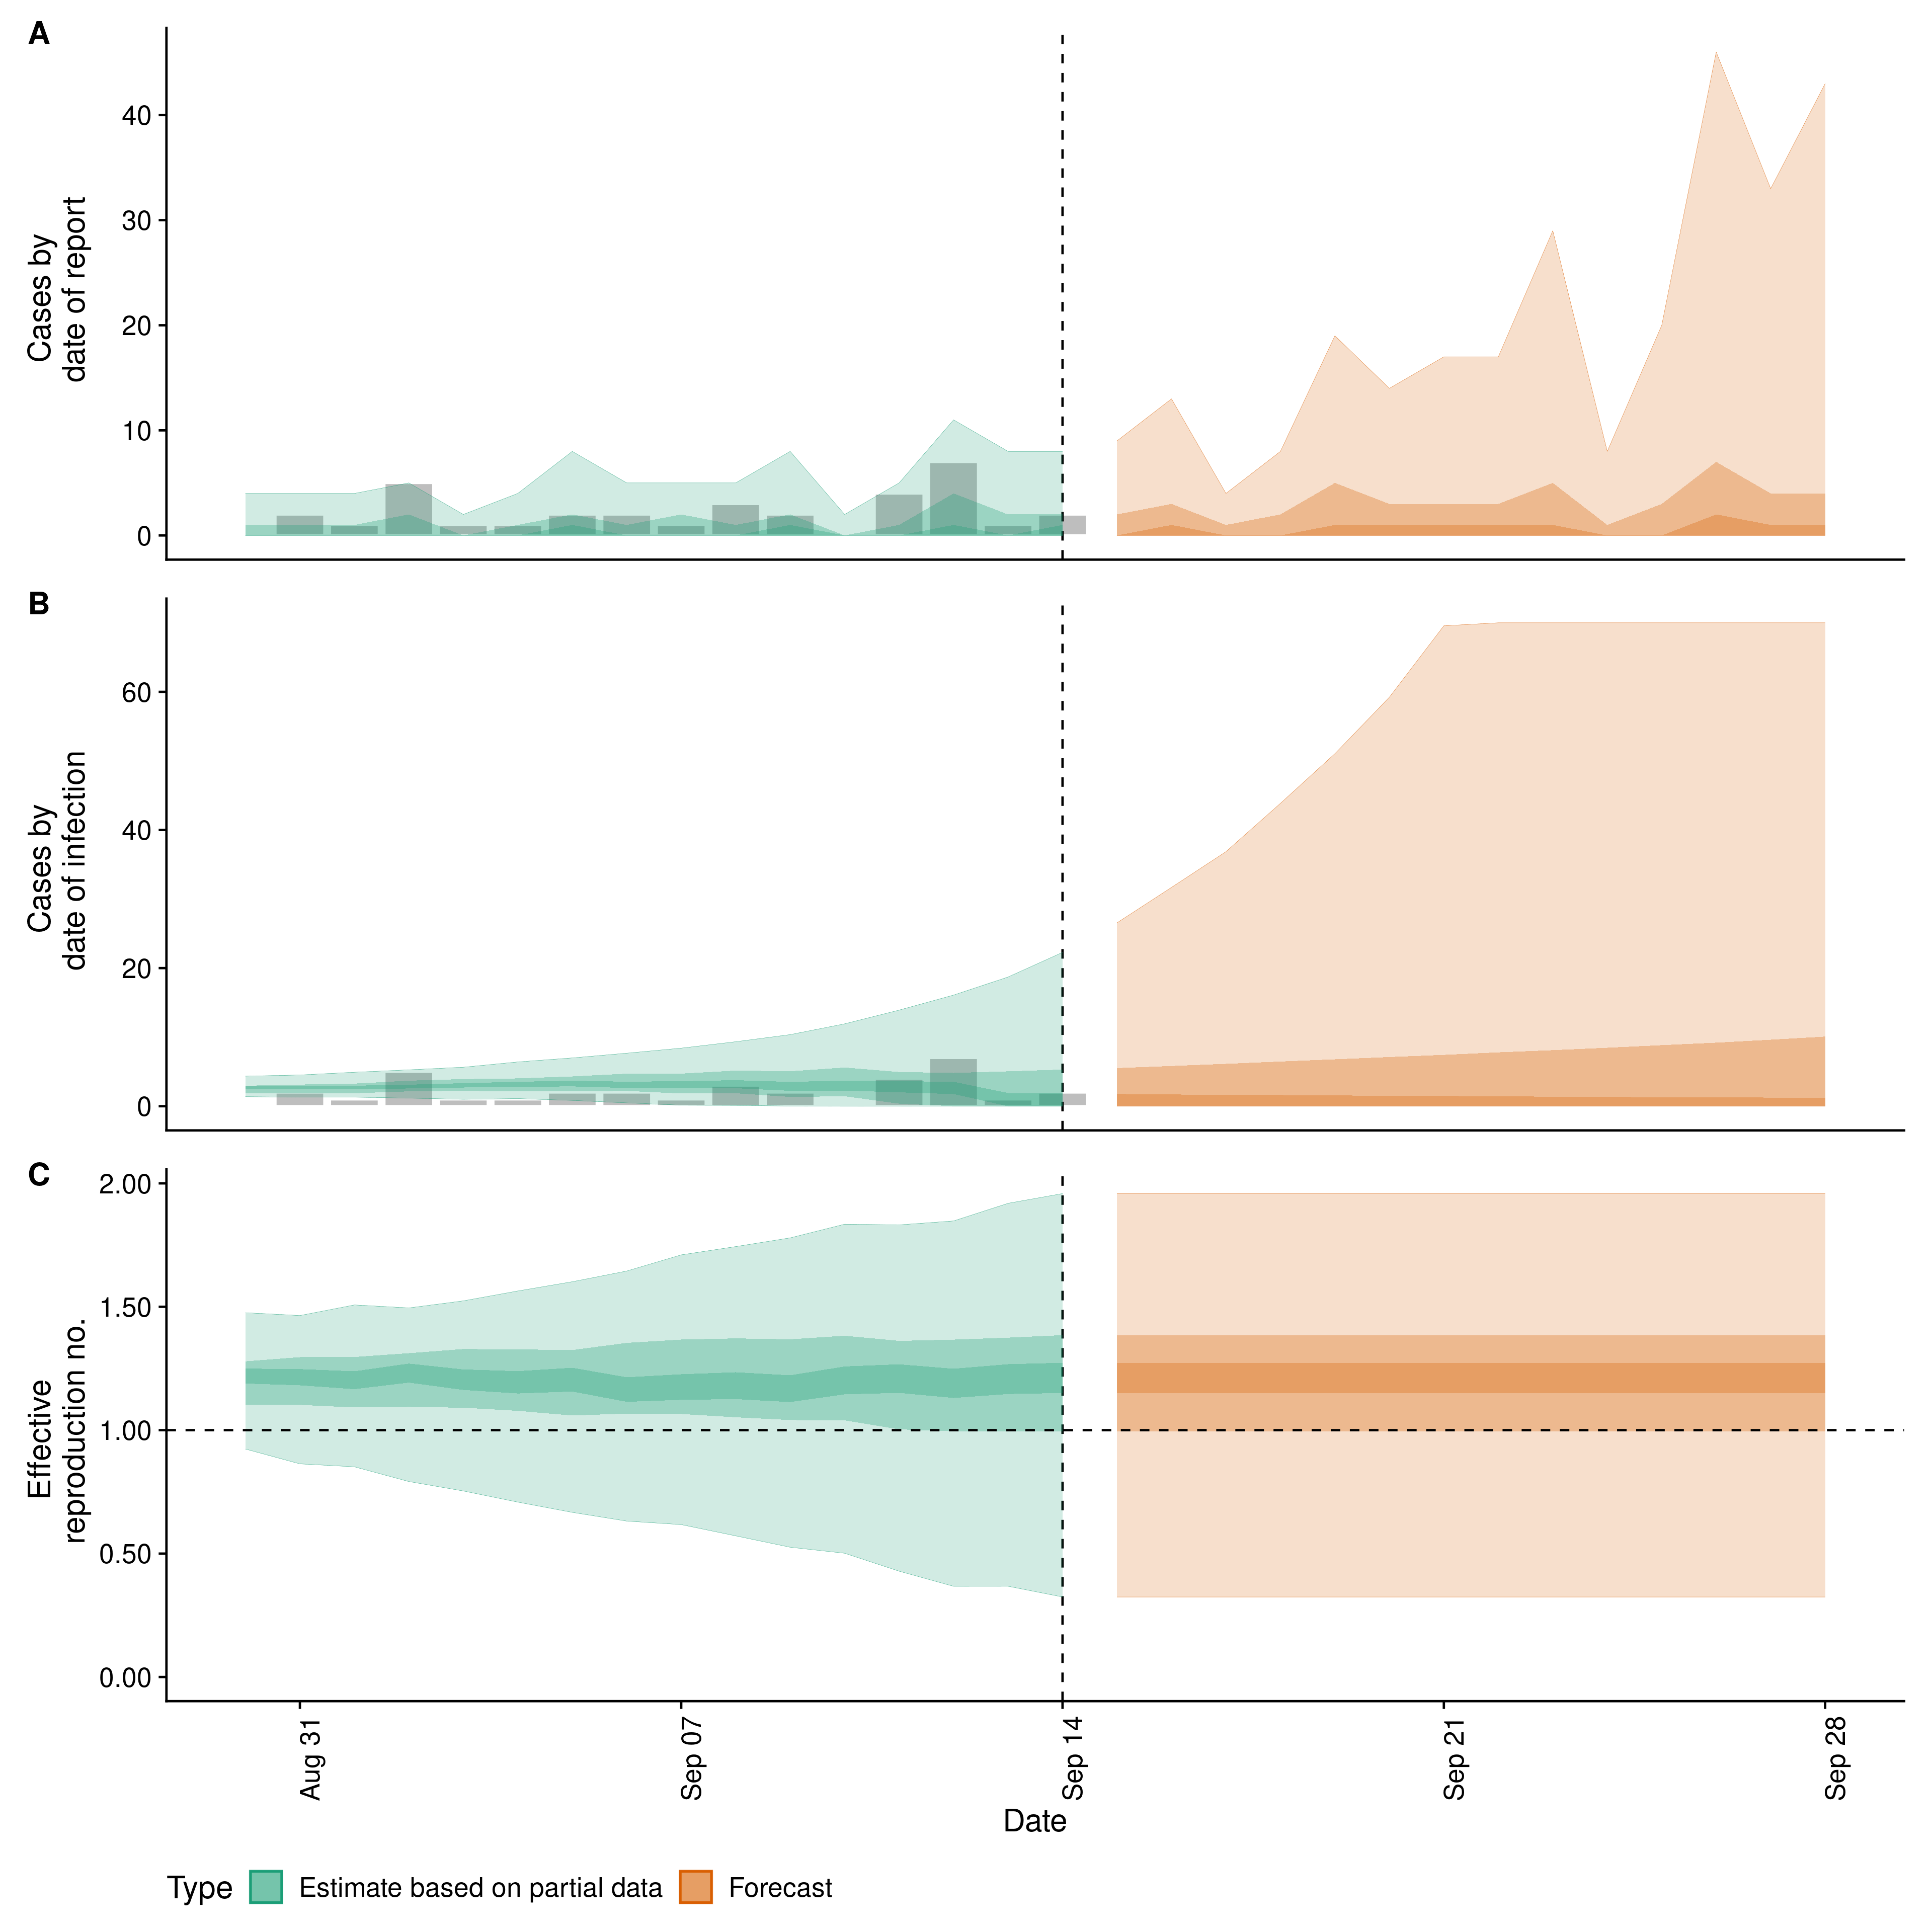 A
Cases by
date of report
40
30
20
10
0
B
Cases by
date of infection
60
40
20
0
C
Effective
reproduction no.
2.00
1.50
1.00
0.50
0.00
Aug 31
Sep 07
Sep 14
Sep 21
Sep 28
Date
Type
Estimate based on partial data
Forecast